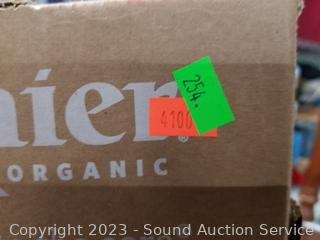 nier®
254.
4100
ORGANIC
Copyright 2023 - Sound Auction Service